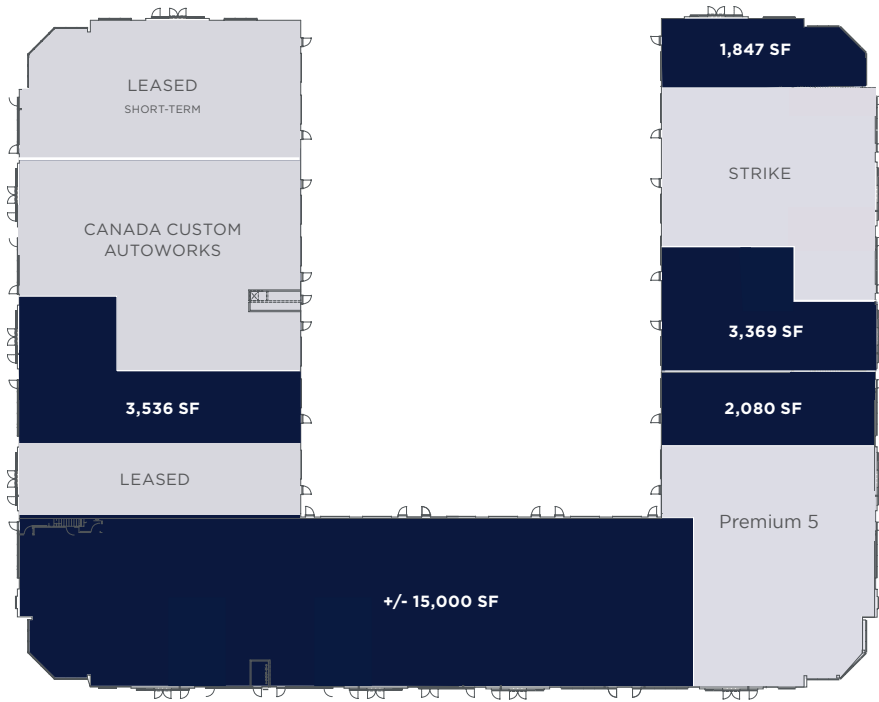 1,847 SF
LEASED
SHORT-TERM
STRIKE
CANADA CUSTOM
AUTOWORKS
3,369 SF
3,536 SF
2,080 SF
LEASED
Premium 5
+/- 15,000 SF